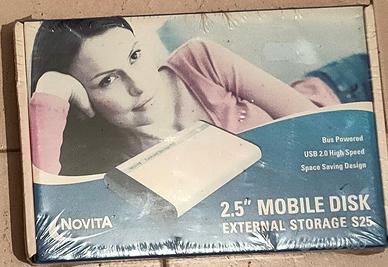 Bus Powered
USB 2.0 High Speed
Space Saving Design
2.5" MOBILE DISK
EXTERNAL STORAGE S25
NOVITA